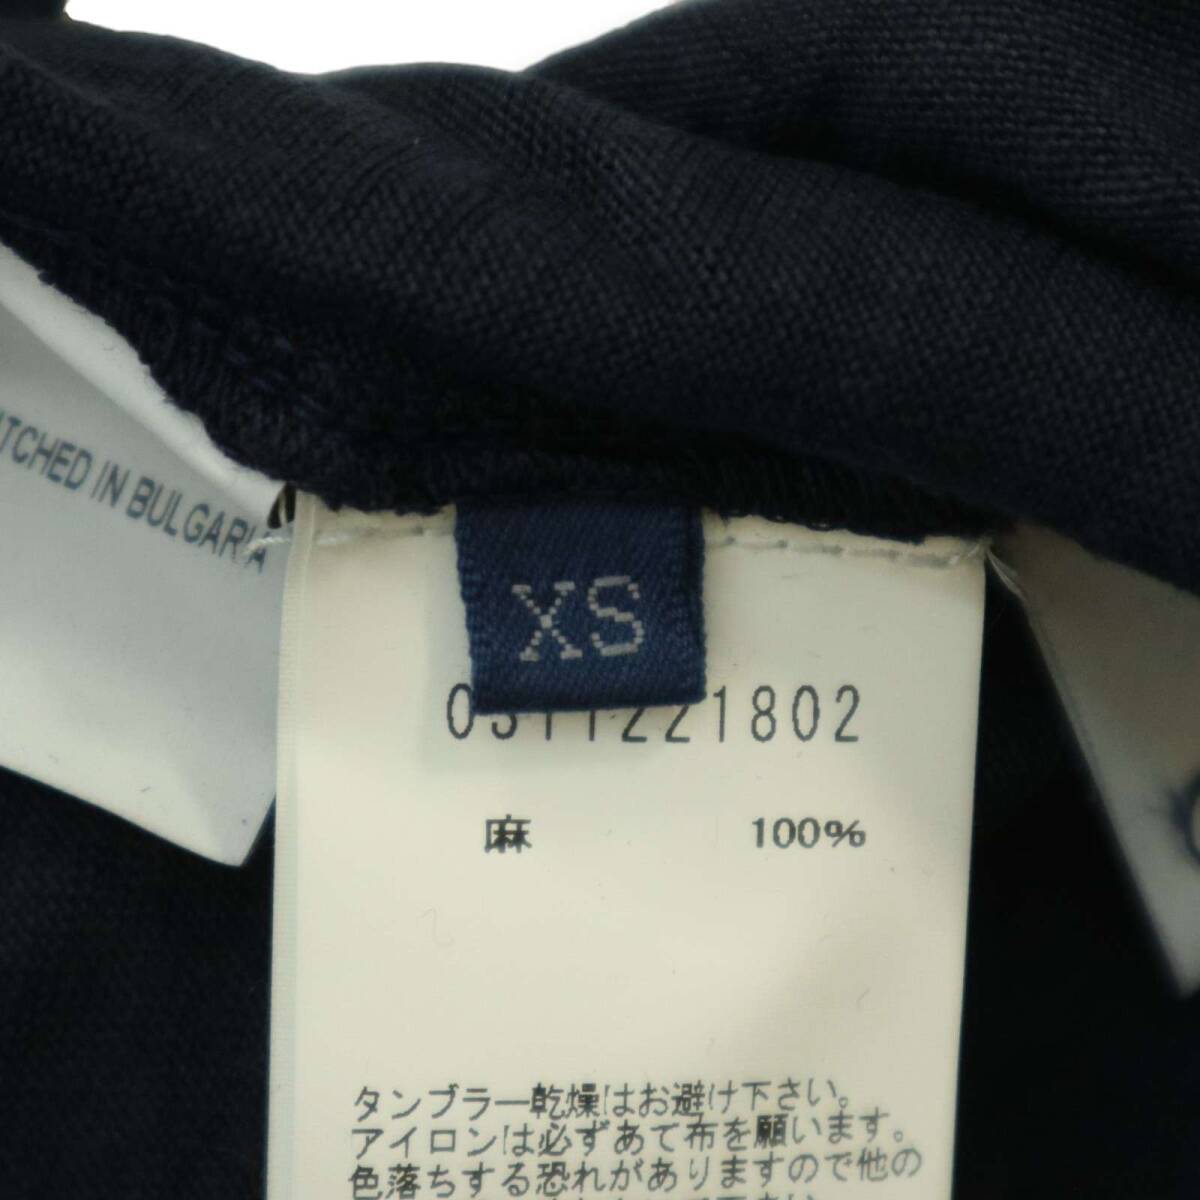 IN BULGARIA
XS
0311221802
麻 100%
タンブラー乾燥はお避け下さい。
アイロンは必ずあて布を願います。
色落ちする恐れがありますので他の